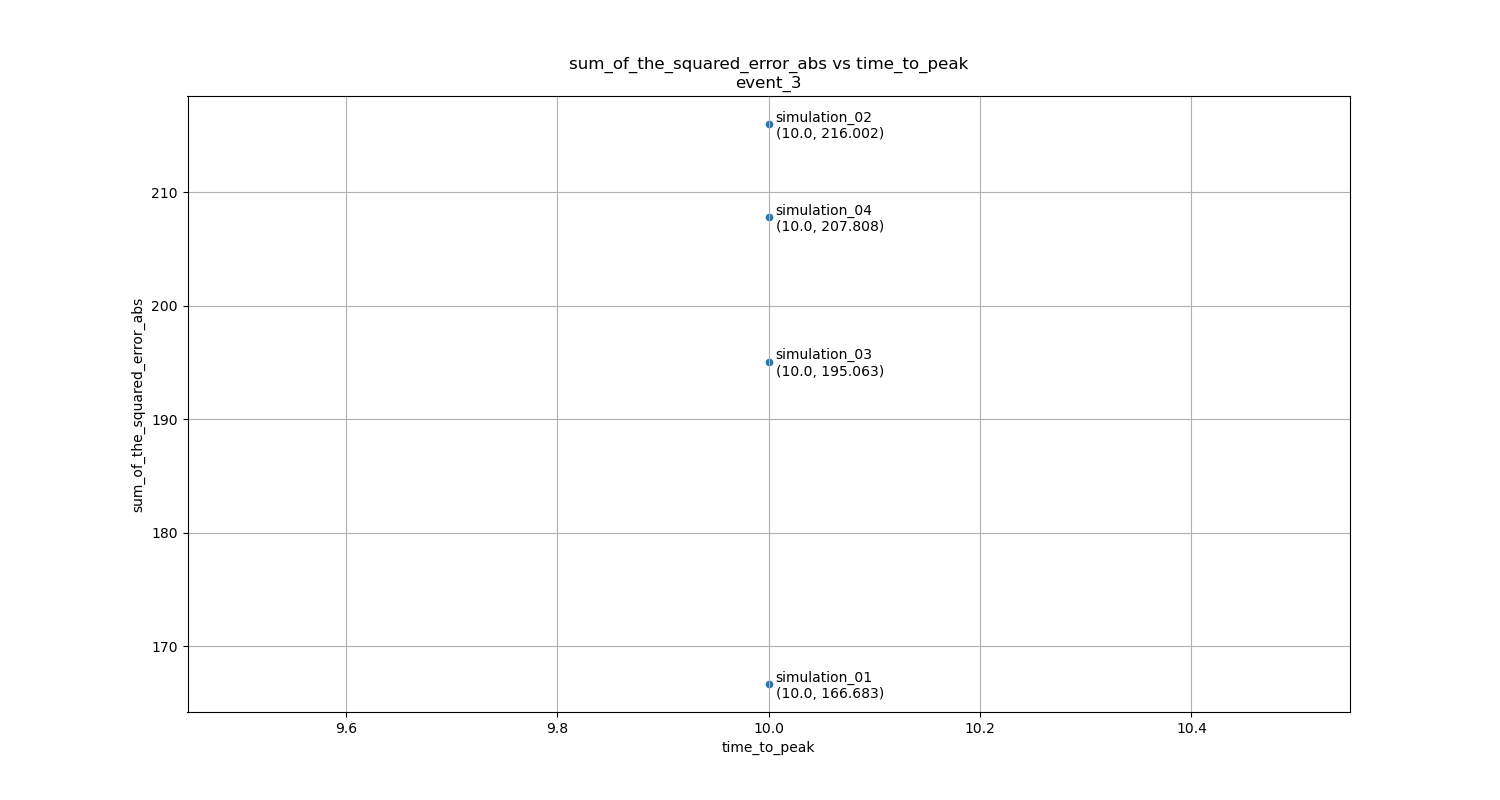 sum_of_the_squared_error_abs vs time_to_peak
event_3
simulation_02
(10.0, 216.002)
210
simulation_04
(10.0, 207.808)
200
simulation_03
(10.0, 195.063)
190
180
170
simulation_01
(10.0, 166.683)
sum_of_the_squared_error_abs
9.6 9.8 10.0 10.2 10.4
time_to_peak